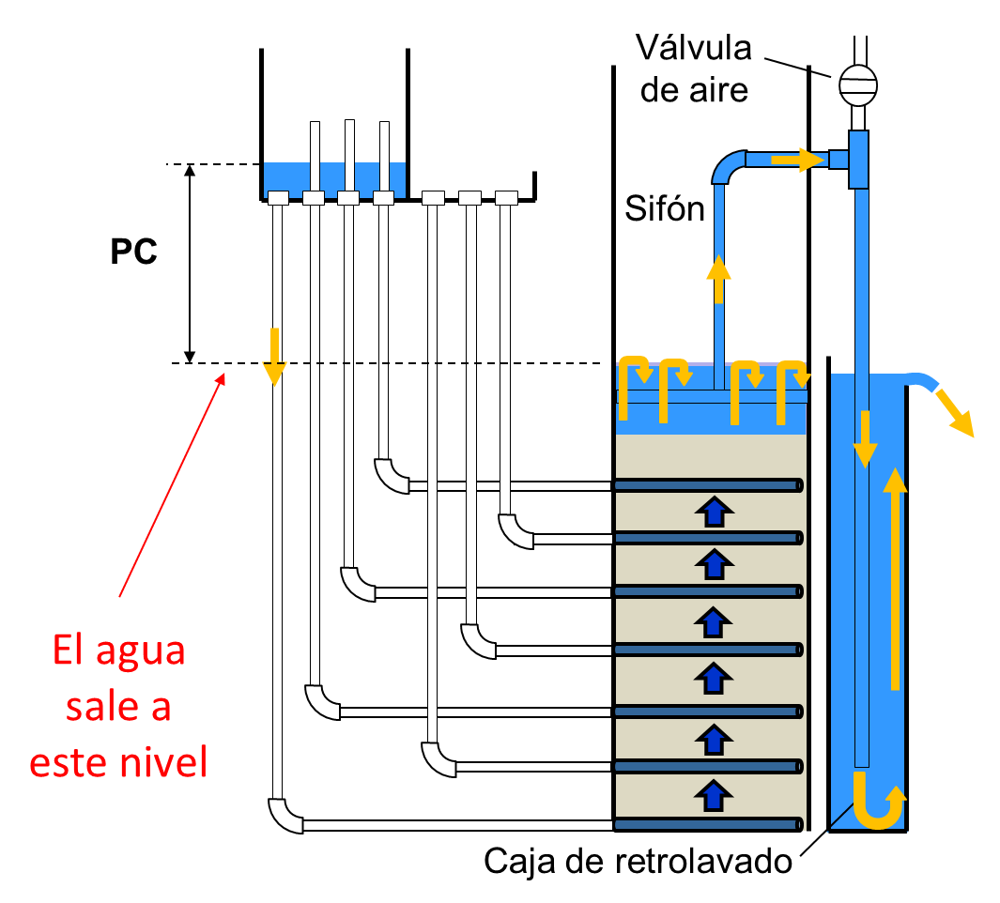 Válvula
de aire
Sifón
PC
El agua
sale a
este nivel
Caja de retrolavado